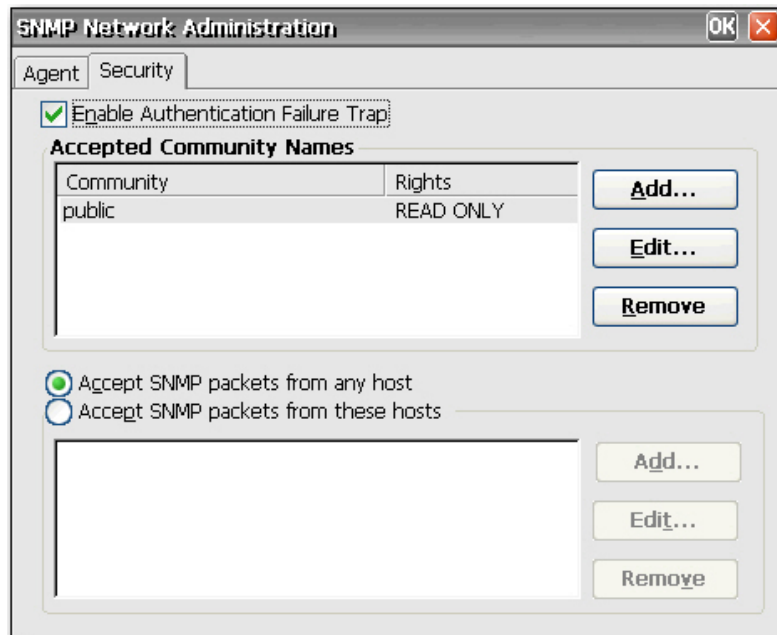 SNMP Network Administration OK
Agent Security
Enable Authentication Failure Trap
Accepted Community Names
Community Rights
public READ ONLY
Add...
Edit...
Remove
Accept SNMP packets from any host
Accept SNMP packets from these hosts
Add...
Edit...
Remove